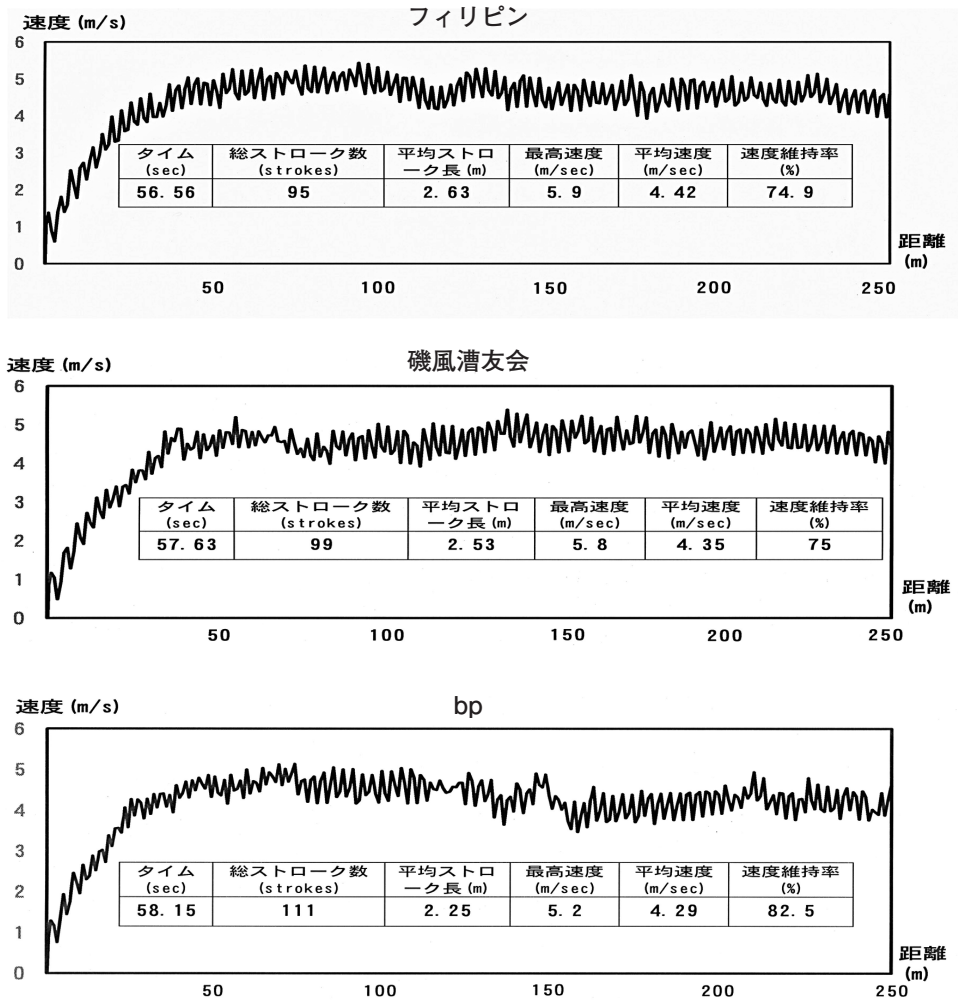 フィリピン
速度 (m/s)
6
5
4
3
2
1
0
タイム (sec) 総ストローク数 (strokes) 平均ストローク長 (m) 最高速度 (m/sec) 平均速度 (m/sec) 速度維持率 (%)
56.56 95 2.63 5.9 4.42 74.9
距離 (m)
50 100 150 200 250
磯風漕友会
速度 (m/s)
6
5
4
3
2
1
0
タイム (sec) 総ストローク数 (strokes) 平均ストローク長 (m) 最高速度 (m/sec) 平均速度 (m/sec) 速度維持率 (%)
57.63 99 2.53 5.8 4.35 75
距離 (m)
50 100 150 200 250
bp
速度 (m/s)
6
5
4
3
2
1
0
タイム (sec) 総ストローク数 (strokes) 平均ストローク長 (m) 最高速度 (m/sec) 平均速度 (m/sec) 速度維持率 (%)
58.15 111 2.25 5.2 4.29 82.5
距離 (m)
50 100 150 200 250